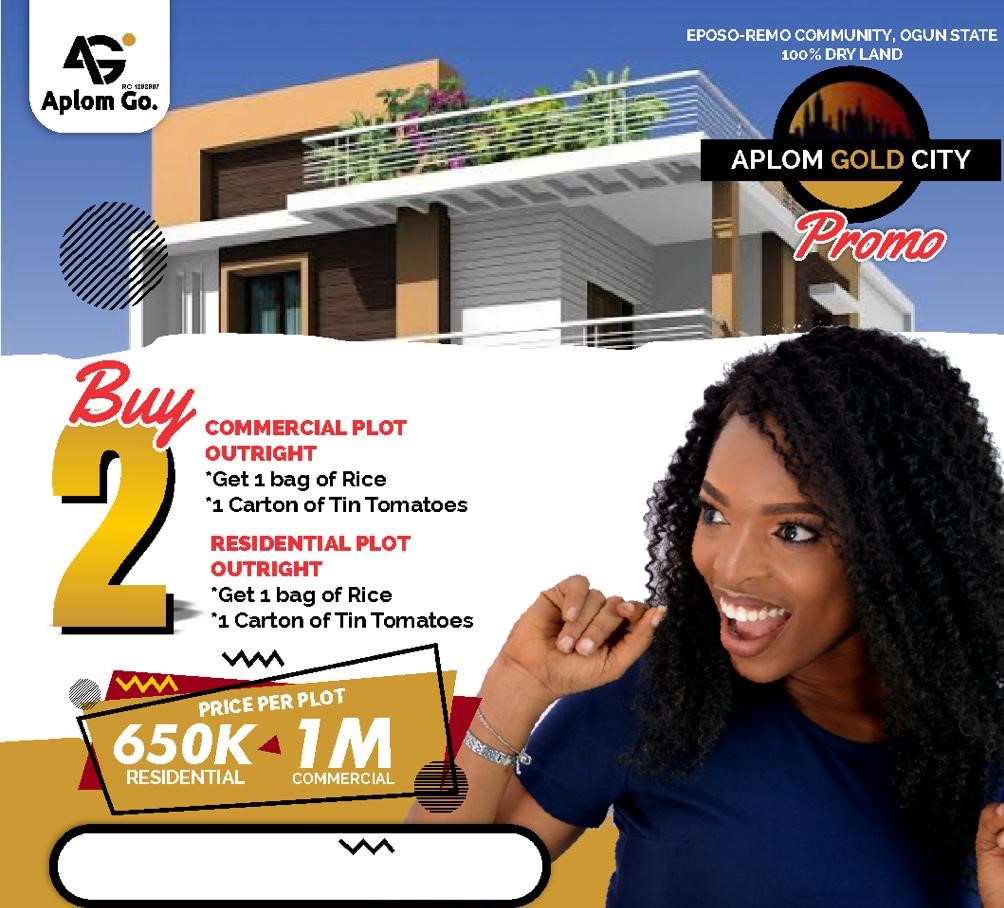 AG
RC 1393997
Aplom Go.
EPOSO-REMO COMMUNITY, OGUN STATE
100% DRY LAND
APLOM GOLD CITY
Promo
Buy
2
COMMERCIAL PLOT
OUTRIGHT
*Get 1 bag of Rice
*1 Carton of Tin Tomatoes
RESIDENTIAL PLOT
OUTRIGHT
*Get 1 bag of Rice
*1 Carton of Tin Tomatoes
PRICE PER PLOT
650K 1M
RESIDENTIAL COMMERCIAL